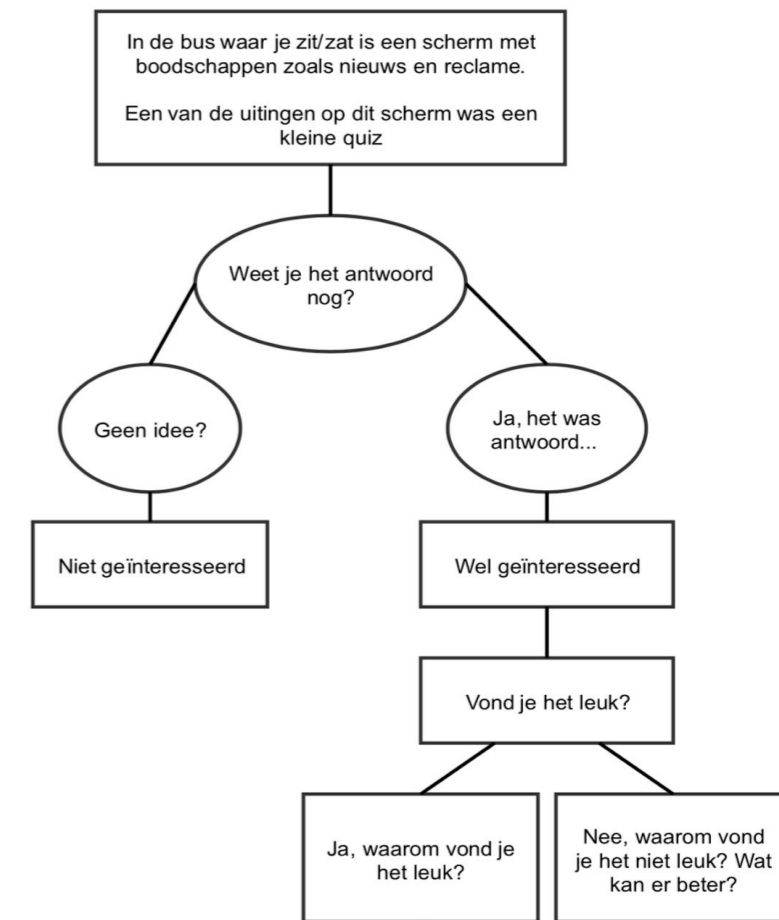 In de bus waar je zit/zat is een scherm met
boodschappen zoals nieuws en reclame.
Een van de uitingen op dit scherm was een
kleine quiz
Weet je het antwoord
nog?
Geen idee?
Ja, het was
antwoord...
Niet geïnteresseerd
Wel geïnteresseerd
Vond je het leuk?
Ja, waarom vond je
het leuk?
Nee, waarom vond
je het niet leuk? Wat
kan er beter?